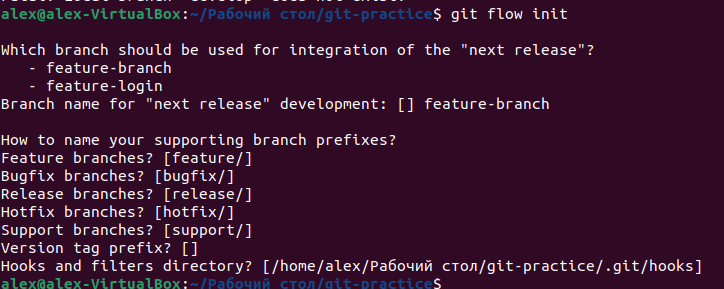 alex@alex-VirtualBox:~/Рабочий стол/git-practice$ git flow init

Which branch should be used for integration of the "next release"?
   - feature-branch
   - feature-login
Branch name for "next release" development: [] feature-branch

How to name your supporting branch prefixes?
Feature branches? [feature/]
Bugfix branches? [bugfix/]
Release branches? [release/]
Hotfix branches? [hotfix/]
Support branches? [support/]
Version tag prefix? []
Hooks and filters directory? [/home/alex/Рабочий стол/git-practice/.git/hooks]
alex@alex-VirtualBox:~/Рабочий стол/git-practice$